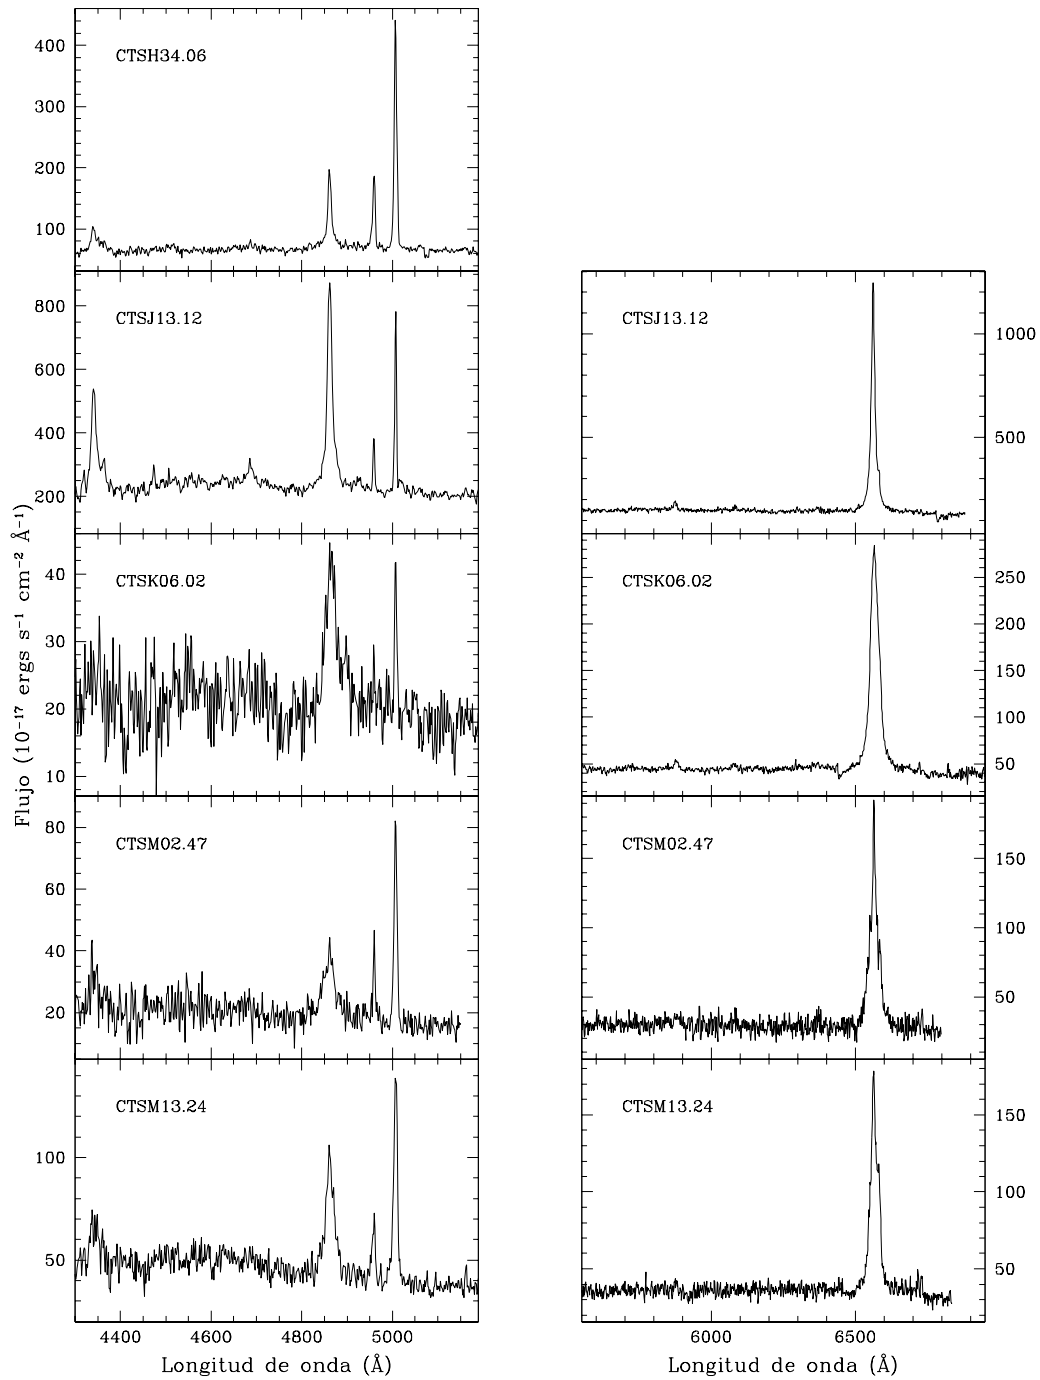 CTSH34.06
400
300
200
100
CTSJ13.12
800
600
400
200
CTSJ13.12
1000
500
CTSK06.02
40
30
20
10
CTSK06.02
250
200
150
100
50
Flujo (10⁻¹⁷ ergs s⁻¹ cm⁻² Å⁻¹)
CTSM02.47
80
60
40
20
CTSM02.47
150
100
50
CTSM13.24
100
50
CTSM13.24
150
100
50
4400 4600 4800 5000
Longitud de onda (Å)
6000 6500
Longitud de onda (Å)